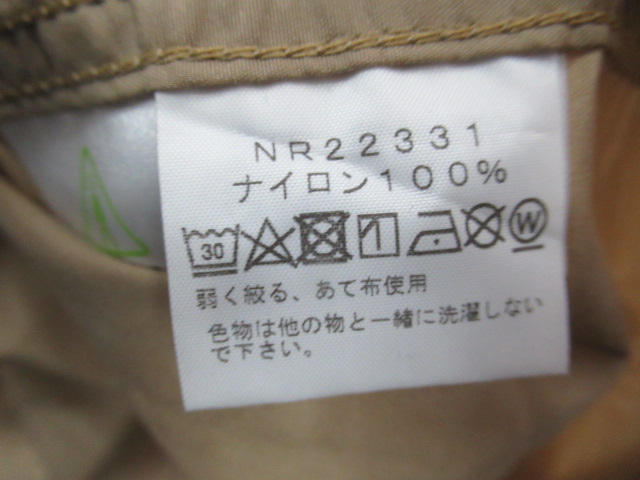 NR22331
ナイロン100%
30 W
弱く絞る、あて布使用
色物は他の物と一緒に洗濯しない
で下さい。